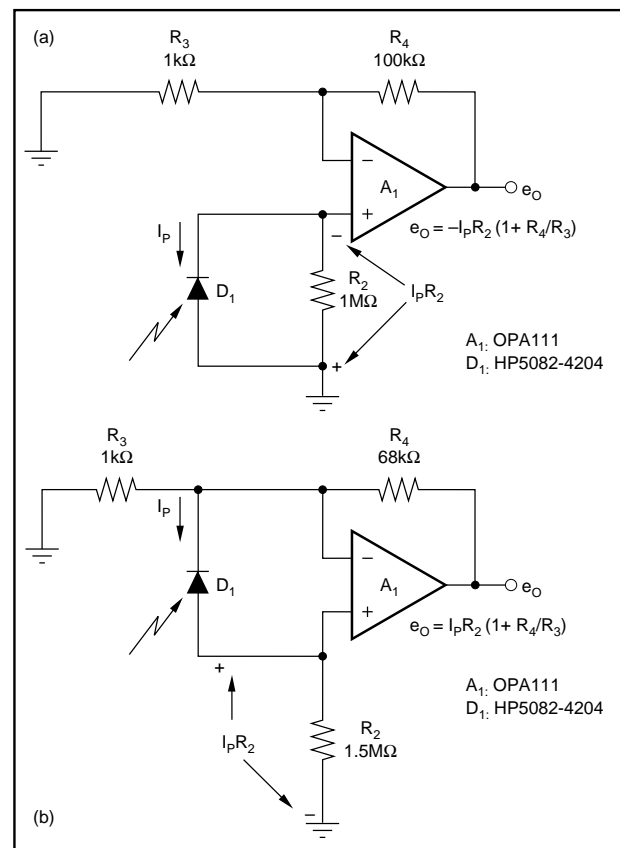 (a)
R3
1kΩ
R4
100kΩ
−
A1
+
eO
eO = –IPR2 (1+ R4/R3)
IP
D1
−
R2
1MΩ
IPR2
+
A1: OPA111
D1: HP5082-4204
R3
1kΩ
R4
68kΩ
IP
−
A1
+
eO
D1
eO = IPR2 (1+ R4/R3)
+
A1: OPA111
D1: HP5082-4204
IPR2
R2
1.5MΩ
−
(b)